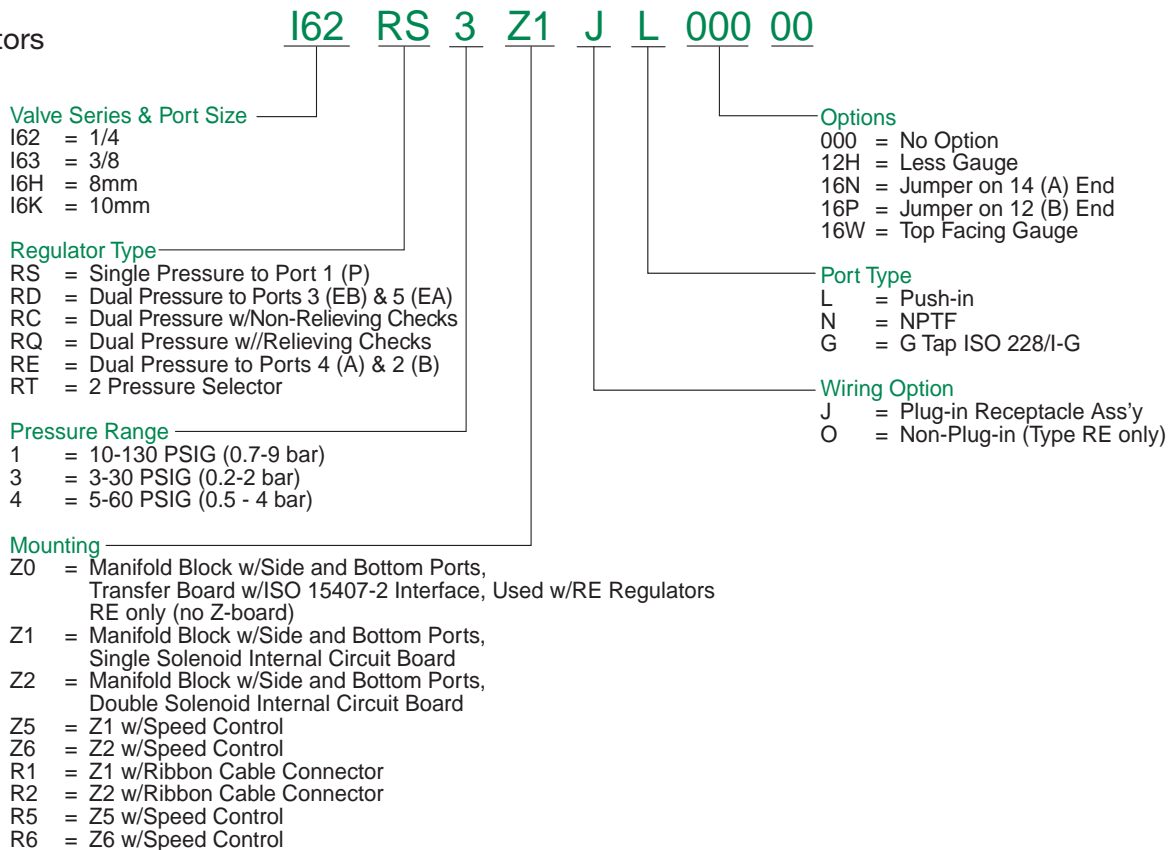 tors
I62 RS 3 Z1 J L 000 00
Valve Series & Port Size
I62 = 1/4
I63 = 3/8
I6H = 8mm
I6K = 10mm
Regulator Type
RS = Single Pressure to Port 1 (P)
RD = Dual Pressure to Ports 3 (EB) & 5 (EA)
RC = Dual Pressure w/Non-Relieving Checks
RQ = Dual Pressure w//Relieving Checks
RE = Dual Pressure to Ports 4 (A) & 2 (B)
RT = 2 Pressure Selector
Pressure Range
1 = 10-130 PSIG (0.7-9 bar)
3 = 3-30 PSIG (0.2-2 bar)
4 = 5-60 PSIG (0.5 - 4 bar)
Mounting
Z0 = Manifold Block w/Side and Bottom Ports,
Transfer Board w/ISO 15407-2 Interface, Used w/RE Regulators
RE only (no Z-board)
Z1 = Manifold Block w/Side and Bottom Ports,
Single Solenoid Internal Circuit Board
Z2 = Manifold Block w/Side and Bottom Ports,
Double Solenoid Internal Circuit Board
Z5 = Z1 w/Speed Control
Z6 = Z2 w/Speed Control
R1 = Z1 w/Ribbon Cable Connector
R2 = Z2 w/Ribbon Cable Connector
R5 = Z5 w/Speed Control
R6 = Z6 w/Speed Control
Options
000 = No Option
12H = Less Gauge
16N = Jumper on 14 (A) End
16P = Jumper on 12 (B) End
16W = Top Facing Gauge
Port Type
L = Push-in
N = NPTF
G = G Tap ISO 228/I-G
Wiring Option
J = Plug-in Receptacle Ass'y
O = Non-Plug-in (Type RE only)